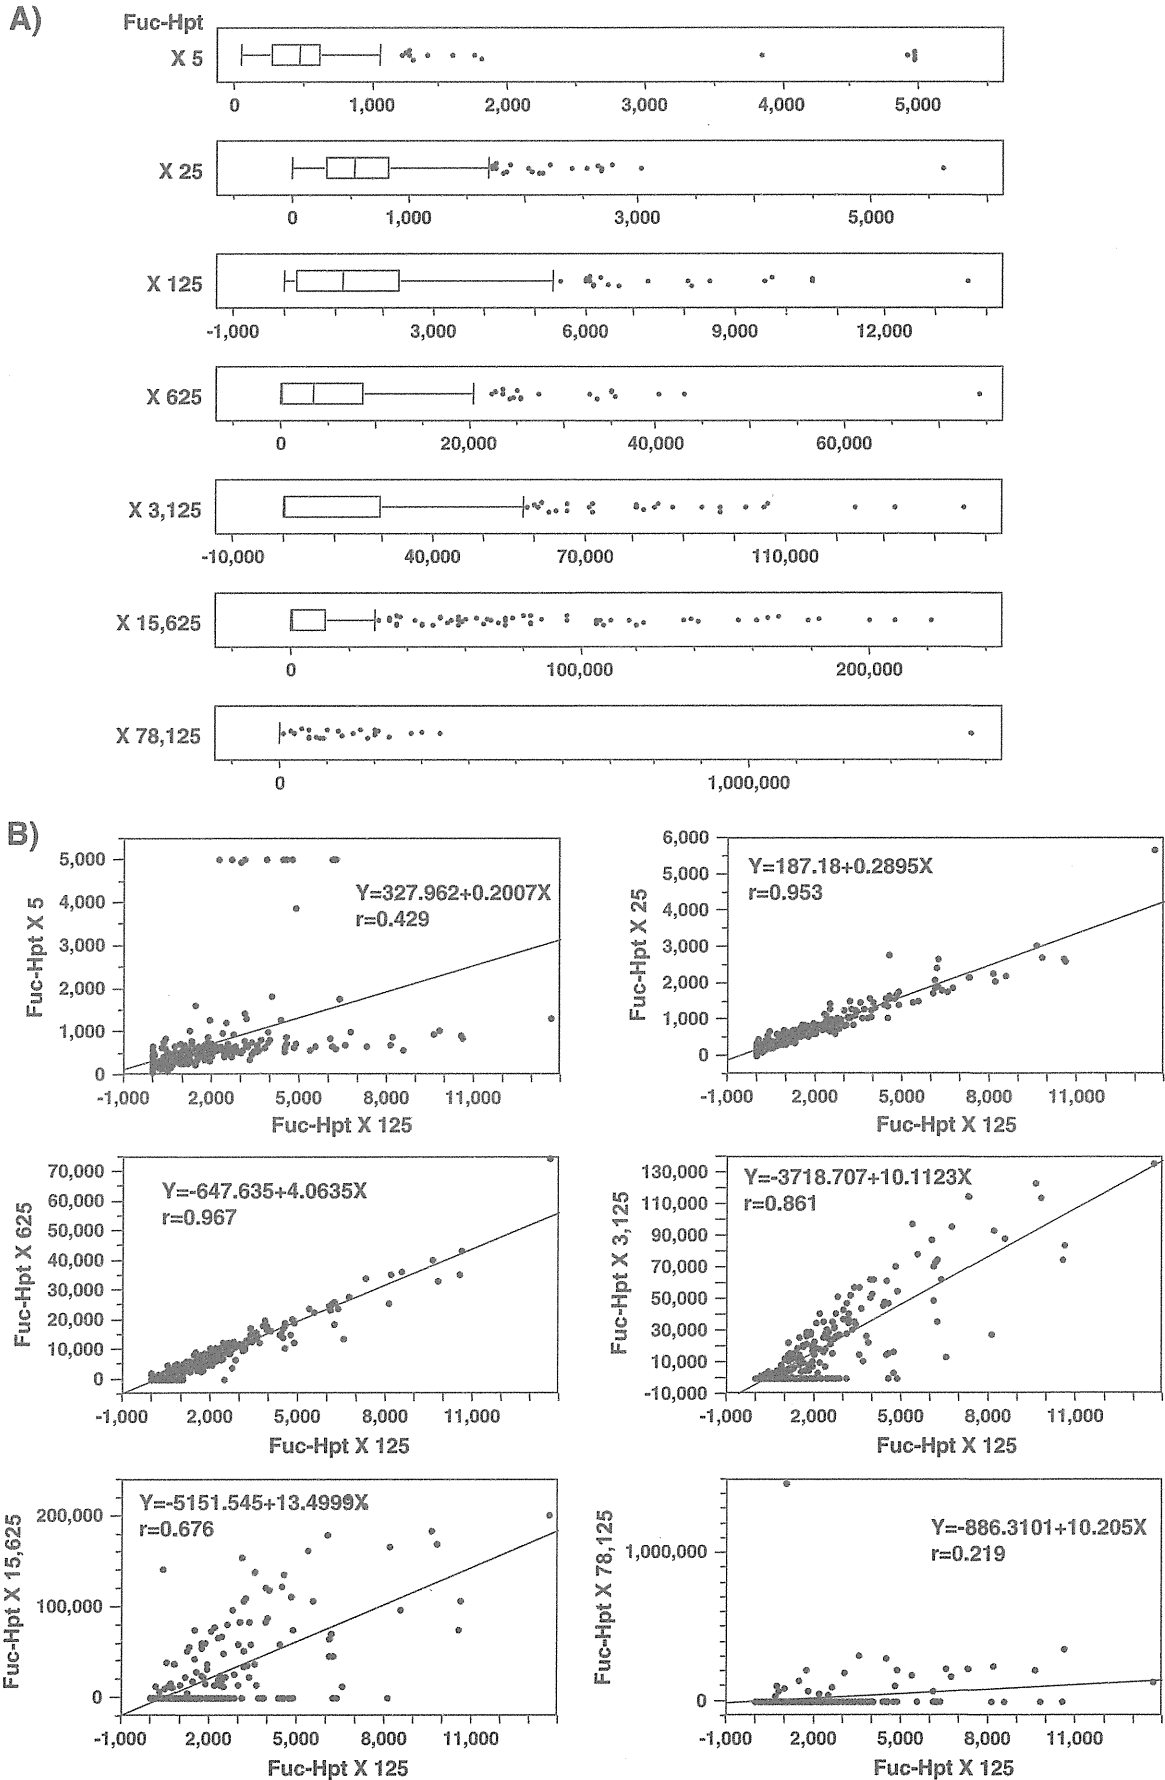 A)
Fuc-Hpt
X 5
0 1,000 2,000 3,000 4,000 5,000
X 25
0 1,000 3,000 5,000
X 125
-1,000 3,000 6,000 9,000 12,000
X 625
0 20,000 40,000 60,000
X 3,125
-10,000 40,000 70,000 110,000
X 15,625
0 100,000 200,000
X 78,125
0 1,000,000
B)
Fuc-Hpt X 5
5,000
4,000
3,000
2,000
1,000
0
Y=327.962+0.2007X
r=0.429
-1,000 2,000 5,000 8,000 11,000
Fuc-Hpt X 125
Fuc-Hpt X 25
6,000
5,000
4,000
3,000
2,000
1,000
0
Y=187.18+0.2895X
r=0.953
-1,000 2,000 5,000 8,000 11,000
Fuc-Hpt X 125
Fuc-Hpt X 625
70,000
60,000
50,000
40,000
30,000
20,000
10,000
0
Y=-647.635+4.0635X
r=0.967
-1,000 2,000 5,000 8,000 11,000
Fuc-Hpt X 125
Fuc-Hpt X 3,125
130,000
110,000
90,000
70,000
50,000
30,000
10,000
-10,000
Y=-3718.707+10.1123X
r=0.861
-1,000 2,000 5,000 8,000 11,000
Fuc-Hpt X 125
Fuc-Hpt X 15,625
200,000
100,000
0
Y=-5151.545+13.4999X
r=0.676
-1,000 2,000 5,000 8,000 11,000
Fuc-Hpt X 125
Fuc-Hpt X 78,125
1,000,000
0
Y=-886.3101+10.205X
r=0.219
-1,000 2,000 5,000 8,000 11,000
Fuc-Hpt X 125